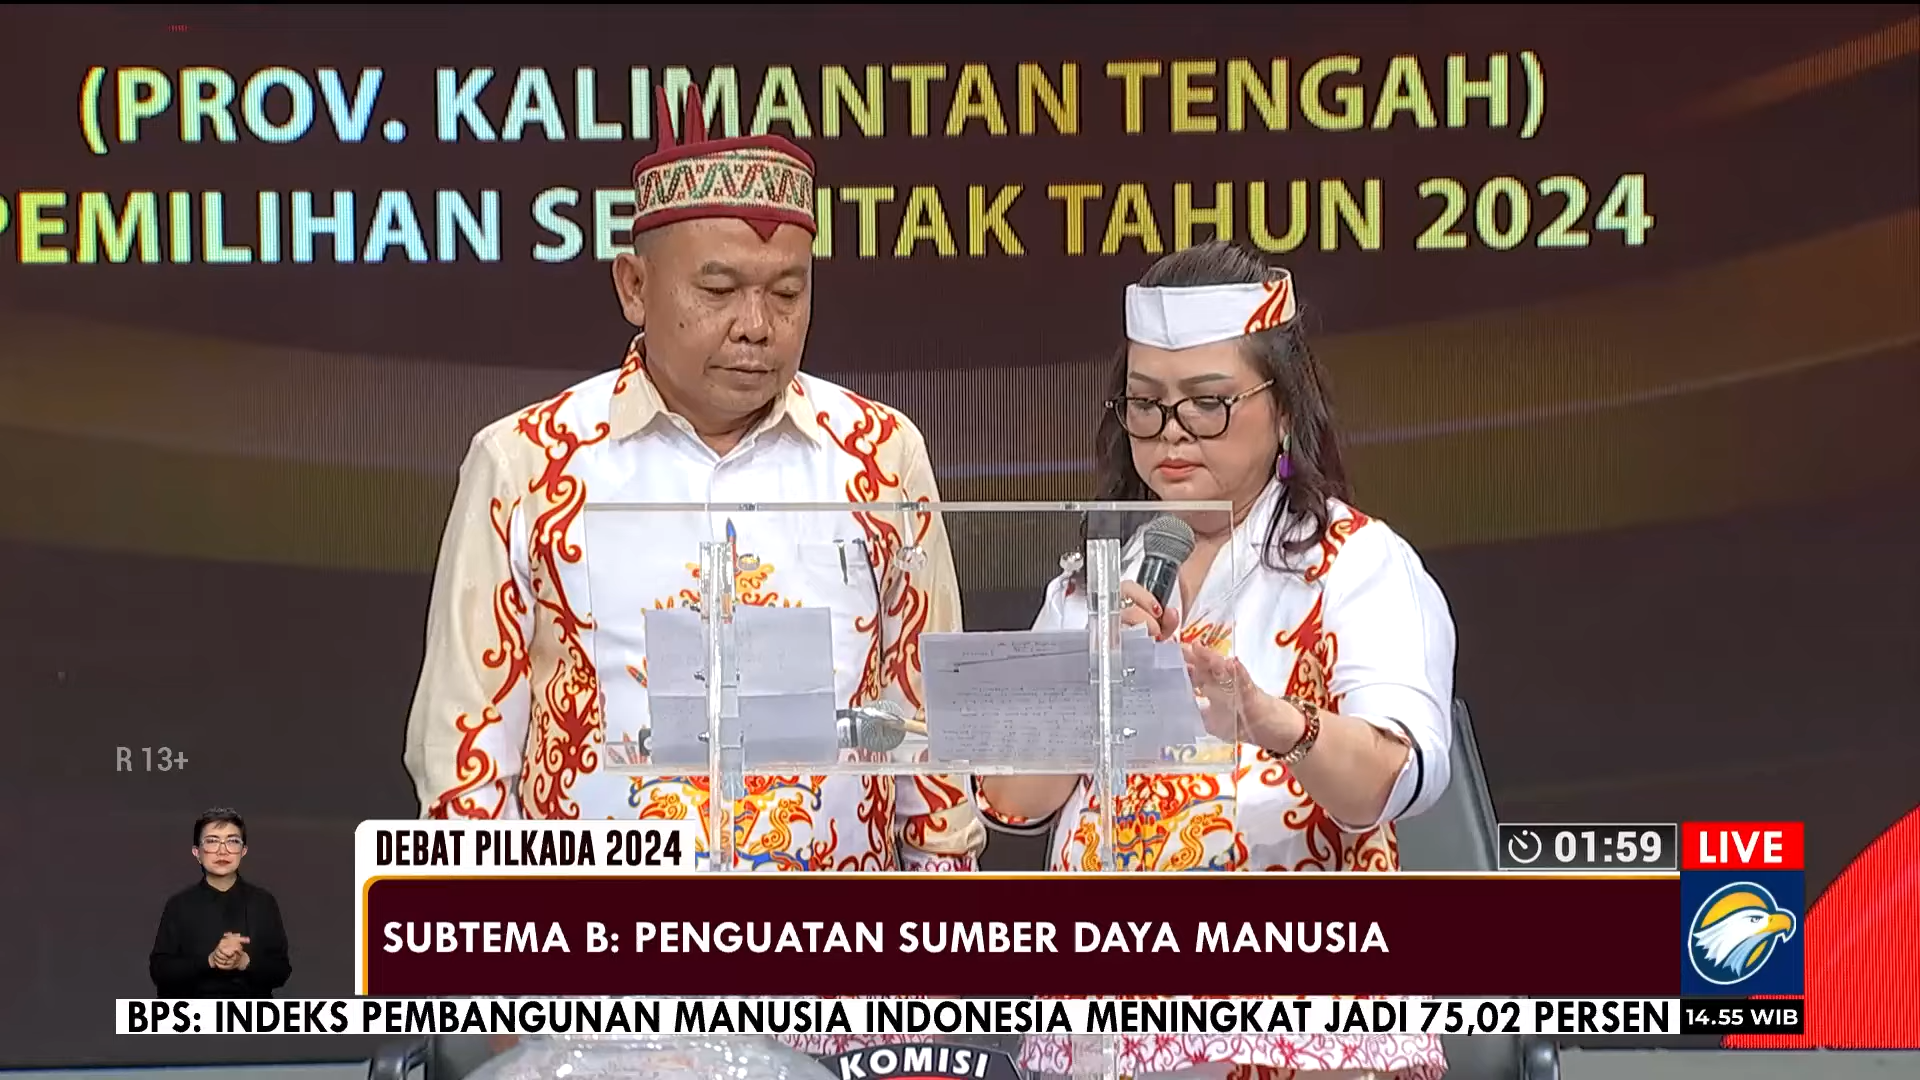 (PROV. KALIMANTAN TENGAH)
PEMILIHAN SE NTAK TAHUN 2024
R 13+
DEBAT PILKADA 2024
01:59
LIVE
SUBTEMA B: PENGUATAN SUMBER DAYA MANUSIA
BPS: INDEKS PEMBANGUNAN MANUSIA INDONESIA MENINGKAT JADI 75,02 PERSEN
14.55 WIB
KOMISI